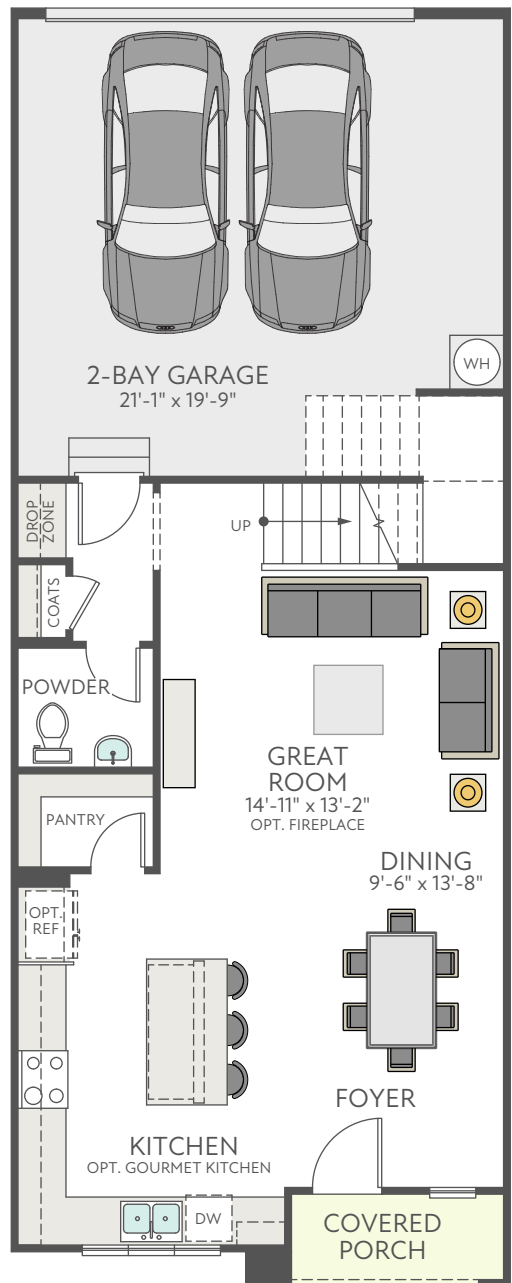 2-BAY GARAGE
21'-1" x 19'-9"
WH
DROP
ZONE
UP
COATS
POWDER
GREAT
ROOM
14'-11" x 13'-2"
OPT. FIREPLACE
PANTRY
DINING
9'-6" x 13'-8"
OPT.
REF
FOYER
KITCHEN
OPT. GOURMET KITCHEN
DW
COVERED
PORCH